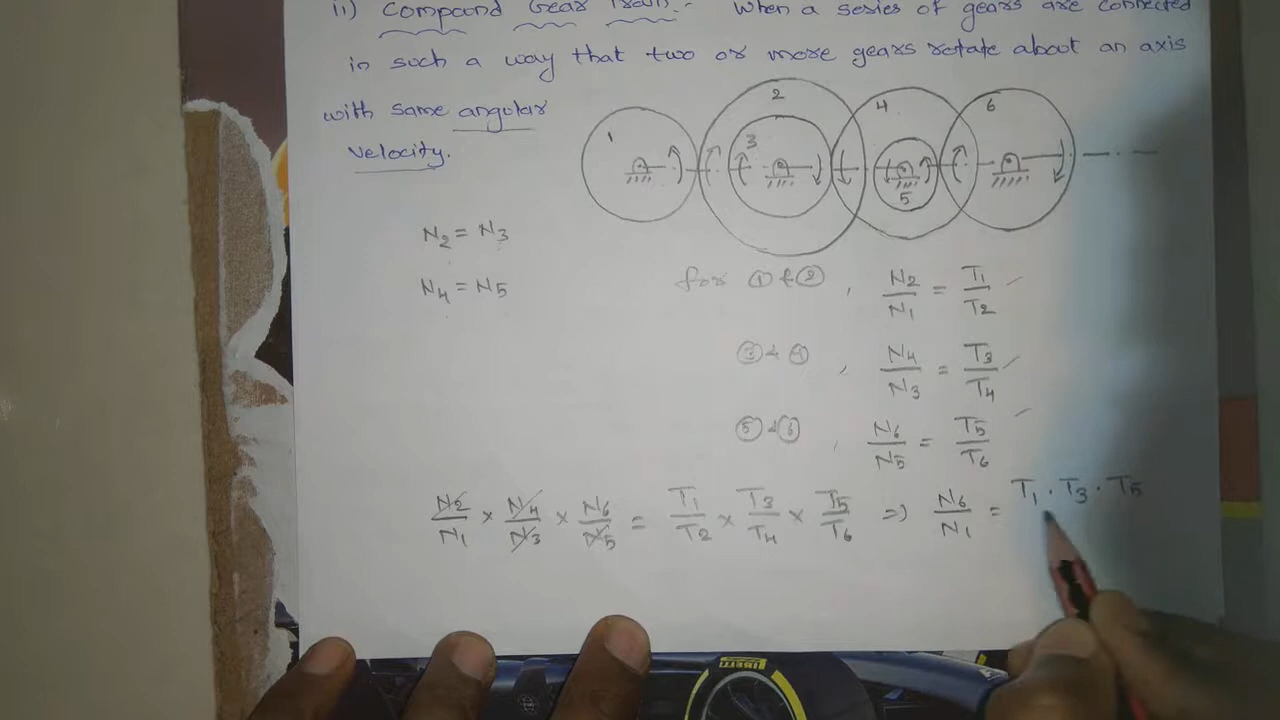 ii) Compand Gear Train:- When a series of gears are connected
in such a way that two or more gears rotate about an axis
with same angular
velocity.
1 2 3 4 5 6
N2 = N3
N4 = N5
for ① & ② , N2/N1 = T1/T2
③ & ④ , N4/N3 = T3/T4
⑤ & ⑥ , N6/N5 = T5/T6
N2/N1 × N4/N3 × N6/N5 = T1/T2 × T3/T4 × T5/T6 => N6/N1 = T1 . T3 . T5
PIRELLI